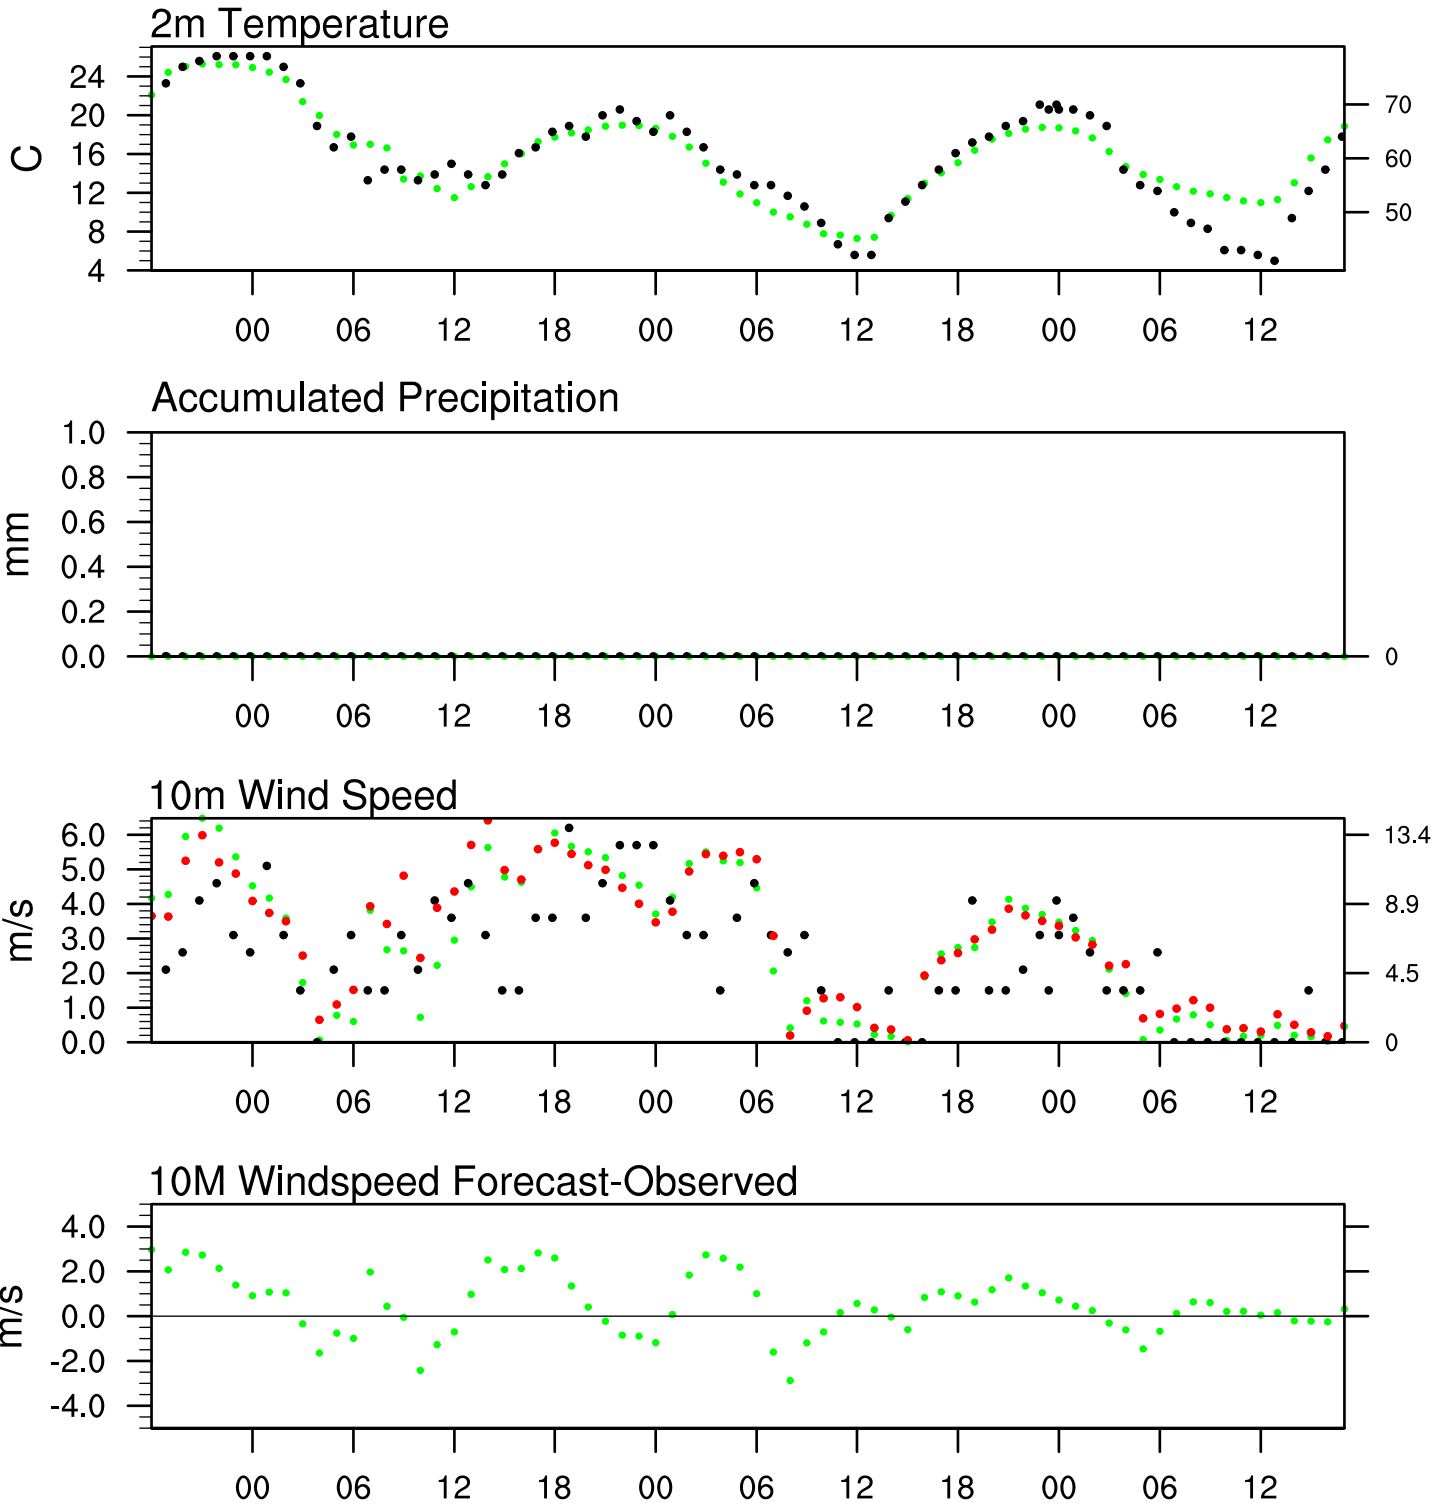 2m Temperature
C
24
20
16
12
8
4
70
60
50
00 06 12 18 00 06 12 18 00 06 12
Accumulated Precipitation
mm
1.0
0.8
0.6
0.4
0.2
0.0
0
00 06 12 18 00 06 12 18 00 06 12
10m Wind Speed
m/s
6.0
5.0
4.0
3.0
2.0
1.0
0.0
13.4
8.9
4.5
0
00 06 12 18 00 06 12 18 00 06 12
10M Windspeed Forecast-Observed
m/s
4.0
2.0
0.0
-2.0
-4.0
00 06 12 18 00 06 12 18 00 06 12